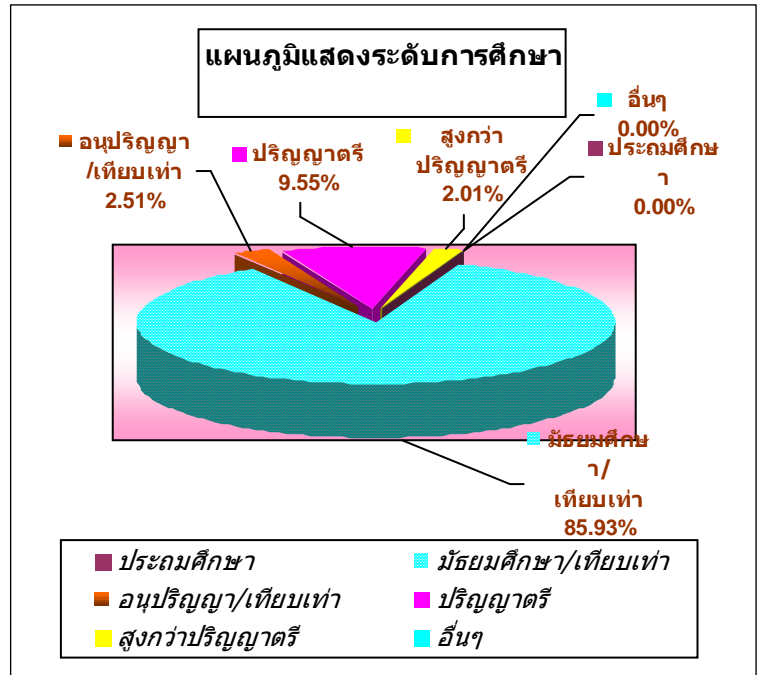 แผนภูมิแสดงระดับการศึกษา
อนุปริญญา
/เทียบเท่า
2.51%
ปริญญาตรี
9.55%
สูงกว่า
ปริญญาตรี
2.01%
อื่นๆ
0.00%
ประถมศึกษ
า
0.00%
มัธยมศึกษ
า/
เทียบเท่า
85.93%
ประถมศึกษา
มัธยมศึกษา/เทียบเท่า
อนุปริญญา/เทียบเท่า
ปริญญาตรี
สูงกว่าปริญญาตรี
อื่นๆ